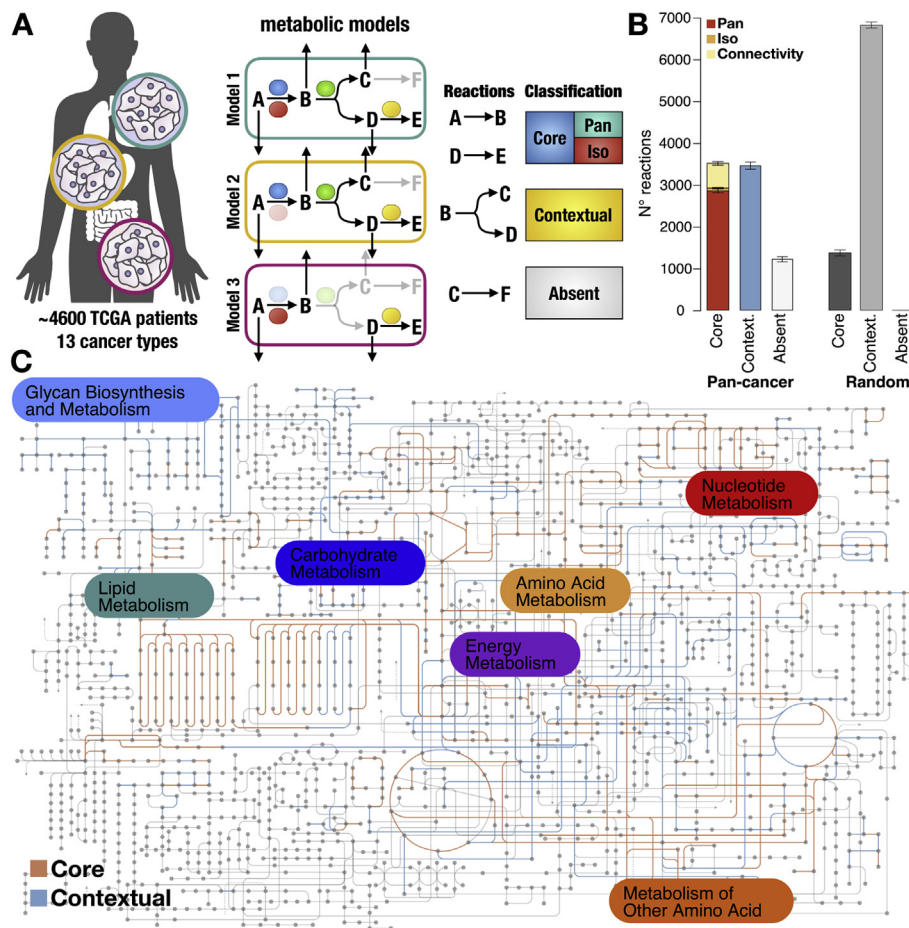 A
metabolic models
Model 1
A B C F
D E
Model 2
A B C F
D E
Model 3
A B C F
D E
~4600 TCGA patients
13 cancer types
Reactions Classification
A B
D E
Core Pan
Iso
B C
D
Contextual
C F
Absent
B
Pan
Iso
Connectivity
N° reactions
7000
6000
5000
4000
3000
2000
1000
0
Core Context. Absent Core Context. Absent
Pan-cancer Random
C
Glycan Biosynthesis
and Metabolism
Nucleotide
Metabolism
Carbohydrate
Metabolism
Lipid
Metabolism
Amino Acid
Metabolism
Energy
Metabolism
Core
Contextual
Metabolism of
Other Amino Acid